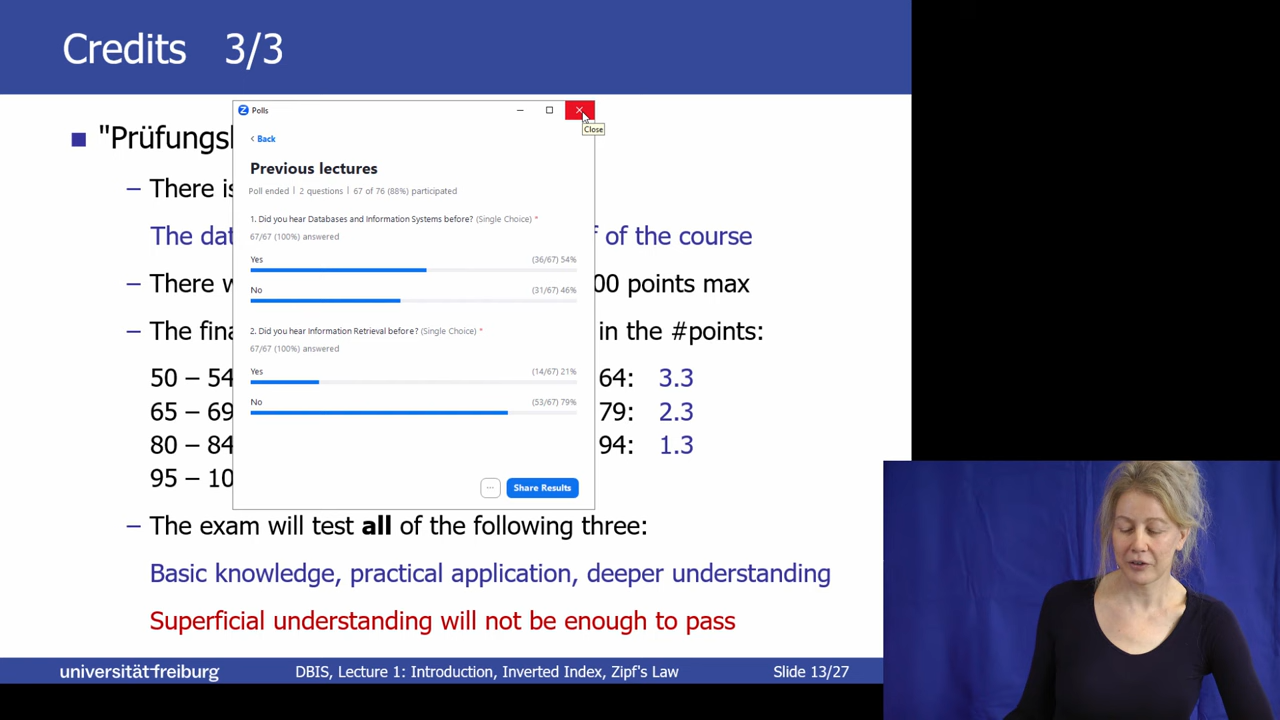 Credits 3/3
Polls
Close
Back
"Prüfungsl
Previous lectures
Poll ended | 2 questions | 67 of 76 (88%) participated
– There is
1. Did you hear Databases and Information Systems before? (Single Choice) *
The dat f of the course
67/67 (100%) answered
Yes (36/67) 54%
– There w 00 points max
No (31/67) 46%
– The fina in the #points:
2. Did you hear Information Retrieval before? (Single Choice) *
67/67 (100%) answered
Yes (14/67) 21%
50 – 54 64: 3.3
No (53/67) 79%
65 – 69 79: 2.3
80 – 84 94: 1.3
95 – 10
Share Results
– The exam will test all of the following three:
Basic knowledge, practical application, deeper understanding
Superficial understanding will not be enough to pass
universität freiburg DBIS, Lecture 1: Introduction, Inverted Index, Zipf's Law Slide 13/27